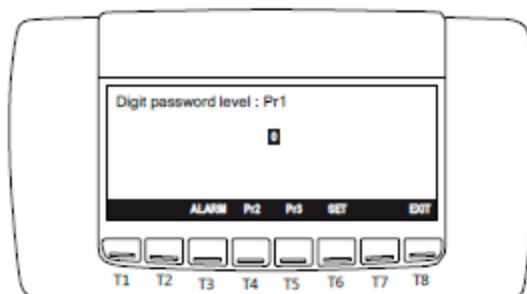 Digit password level : Pr1
0
ALARM Pr2 Pr3 SET EXIT
T1 T2 T3 T4 T5 T6 T7 T8